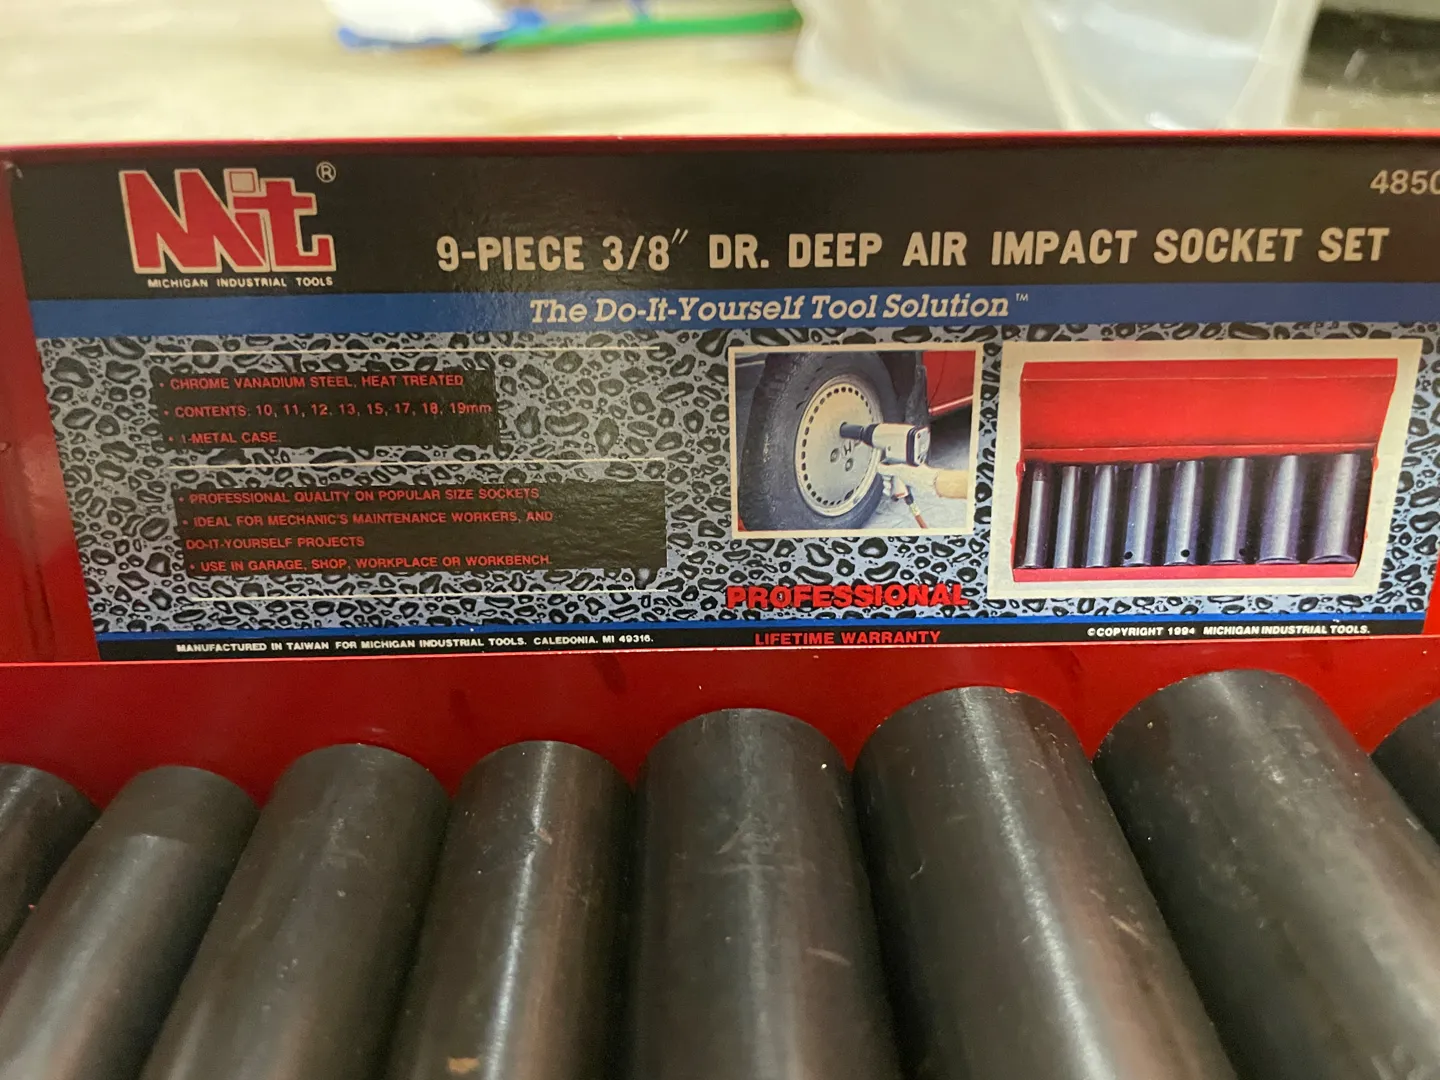 Mit®
MICHIGAN INDUSTRIAL TOOLS
4850
9-PIECE 3/8" DR. DEEP AIR IMPACT SOCKET SET
The Do-It-Yourself Tool Solution™
• CHROME VANADIUM STEEL, HEAT TREATED
• CONTENTS: 10, 11, 12, 13, 15, 17, 18, 19mm
• 1-METAL CASE.
• PROFESSIONAL QUALITY ON POPULAR SIZE SOCKETS
• IDEAL FOR MECHANIC'S MAINTENANCE WORKERS, AND
DO-IT-YOURSELF PROJECTS
• USE IN GARAGE, SHOP, WORKPLACE OR WORKBENCH.
PROFESSIONAL
LIFETIME WARRANTY
MANUFACTURED IN TAIWAN FOR MICHIGAN INDUSTRIAL TOOLS. CALEDONIA. MI 49316.
©COPYRIGHT 1994 MICHIGAN INDUSTRIAL TOOLS.